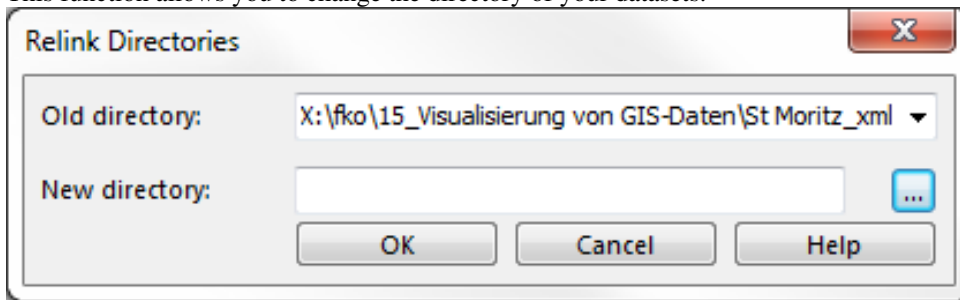 This function allows you to change the directory of your datasets.
Relink Directories
Old directory: X:\fko\15_Visualisierung von GIS-Daten\St Moritz_xml
New directory: ...
OK Cancel Help